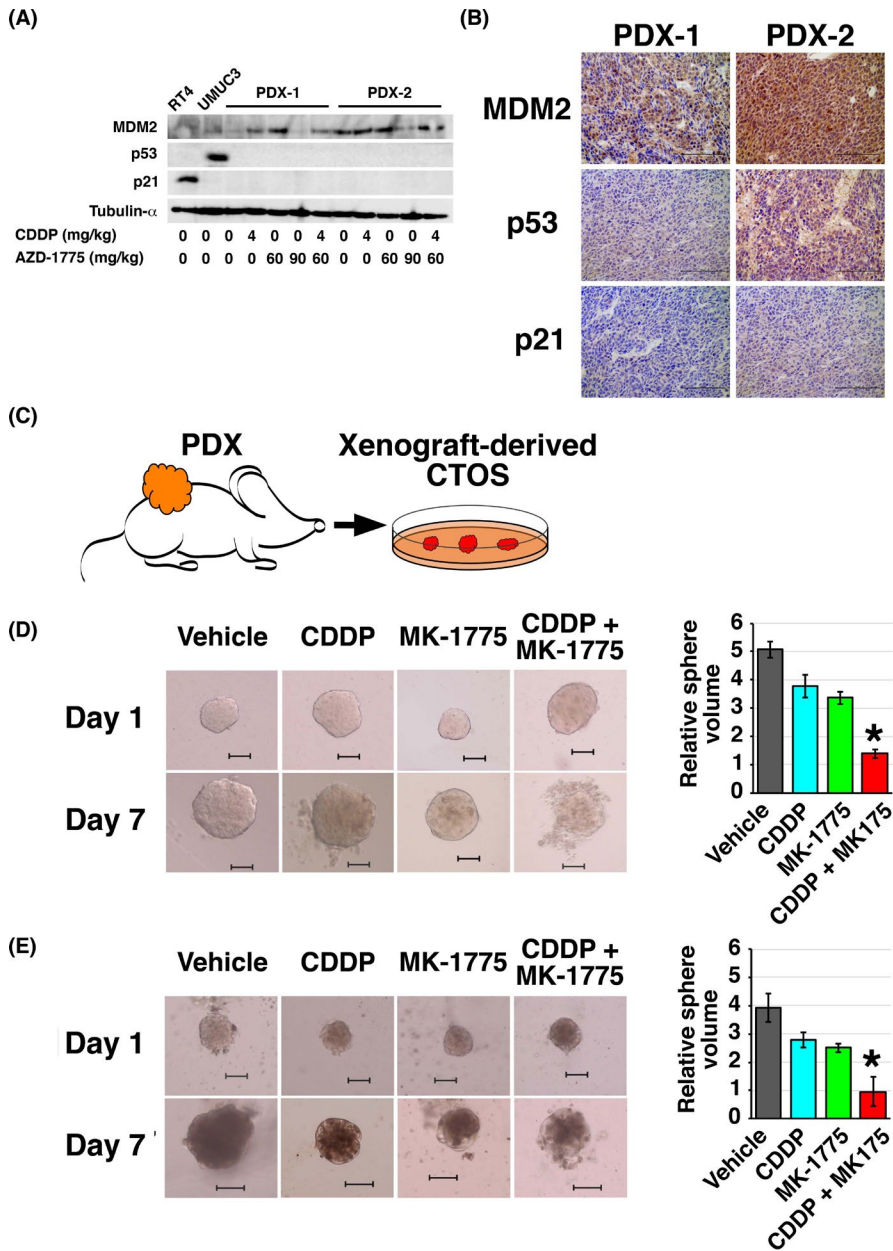 (A)
RT4 UMUC3 PDX-1 PDX-2
MDM2
p53
p21
Tubulin-α
CDDP (mg/kg) 0 0 0 4 0 0 4 0 4 0 0 4
AZD-1775 (mg/kg) 0 0 0 0 60 90 60 0 0 60 90 60
(B)
PDX-1 PDX-2
MDM2
p53
p21
(C)
PDX
Xenograft-derived
CTOS
(D)
Vehicle CDDP MK-1775 CDDP +
MK-1775
Day 1
Day 7
Relative sphere
volume
6
5
4
3
2
1
0
*
Vehicle
CDDP
MK-1775
CDDP + MK175
(E)
Vehicle CDDP MK-1775 CDDP +
MK-1775
Day 1
Day 7 '
Relative sphere
volume
6
5
4
3
2
1
0
*
Vehicle
CDDP
MK-1775
CDDP + MK175